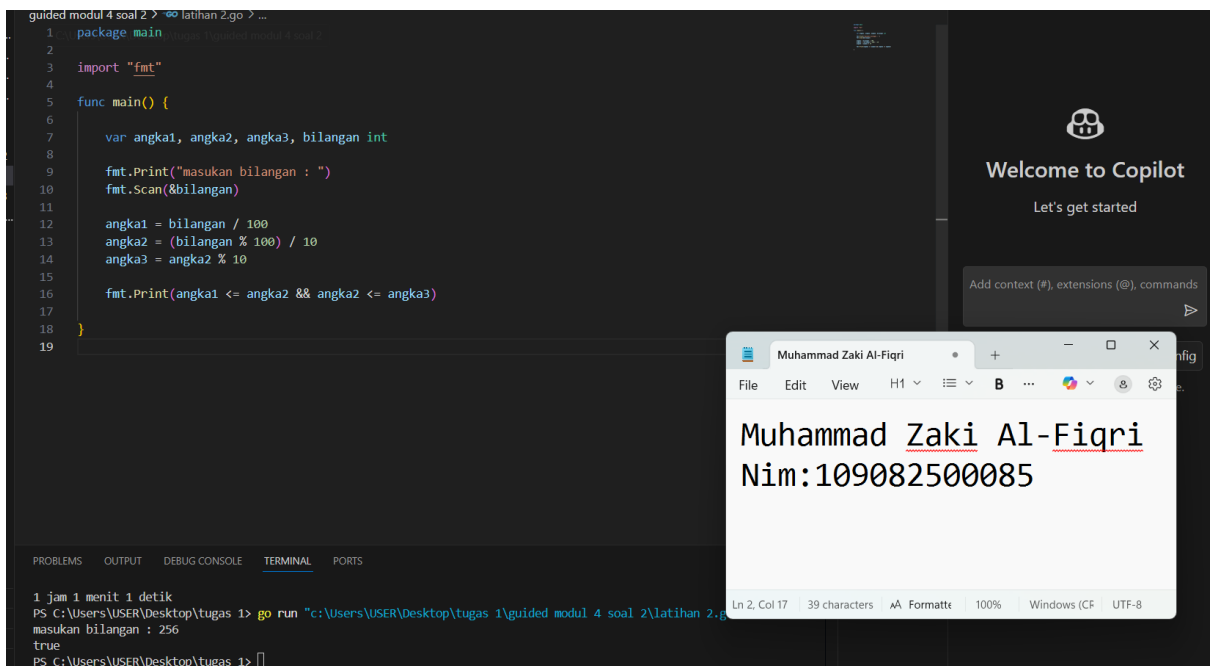 guided modul 4 soal 2 > GO latihan 2.go > ...
1 package main
2
3 import "fmt"
4
5 func main() {
6
7 var angka1, angka2, angka3, bilangan int
8
9 fmt.Print("masukan bilangan : ")
10 fmt.Scan(&bilangan)
11
12 angka1 = bilangan / 100
13 angka2 = (bilangan % 100) / 10
14 angka3 = angka2 % 10
15
16 fmt.Print(angka1 <= angka2 && angka2 <= angka3)
17
18 }
19
Welcome to Copilot
Let's get started
Add context (#), extensions (@), commands
nfig
e.
Muhammad Zaki Al-Fiqri
File Edit View H1 B ...
Muhammad Zaki Al-Fiqri
Nim:109082500085
Ln 2, Col 17 39 characters Formatte 100% Windows (CF UTF-8
PROBLEMS OUTPUT DEBUG CONSOLE TERMINAL PORTS
1 jam 1 menit 1 detik
PS C:\Users\USER\Desktop\tugas 1> go run "c:\Users\USER\Desktop\tugas 1\guided modul 4 soal 2\latihan 2.g
masukan bilangan : 256
true
PS C:\Users\USER\Desktop\tugas 1>